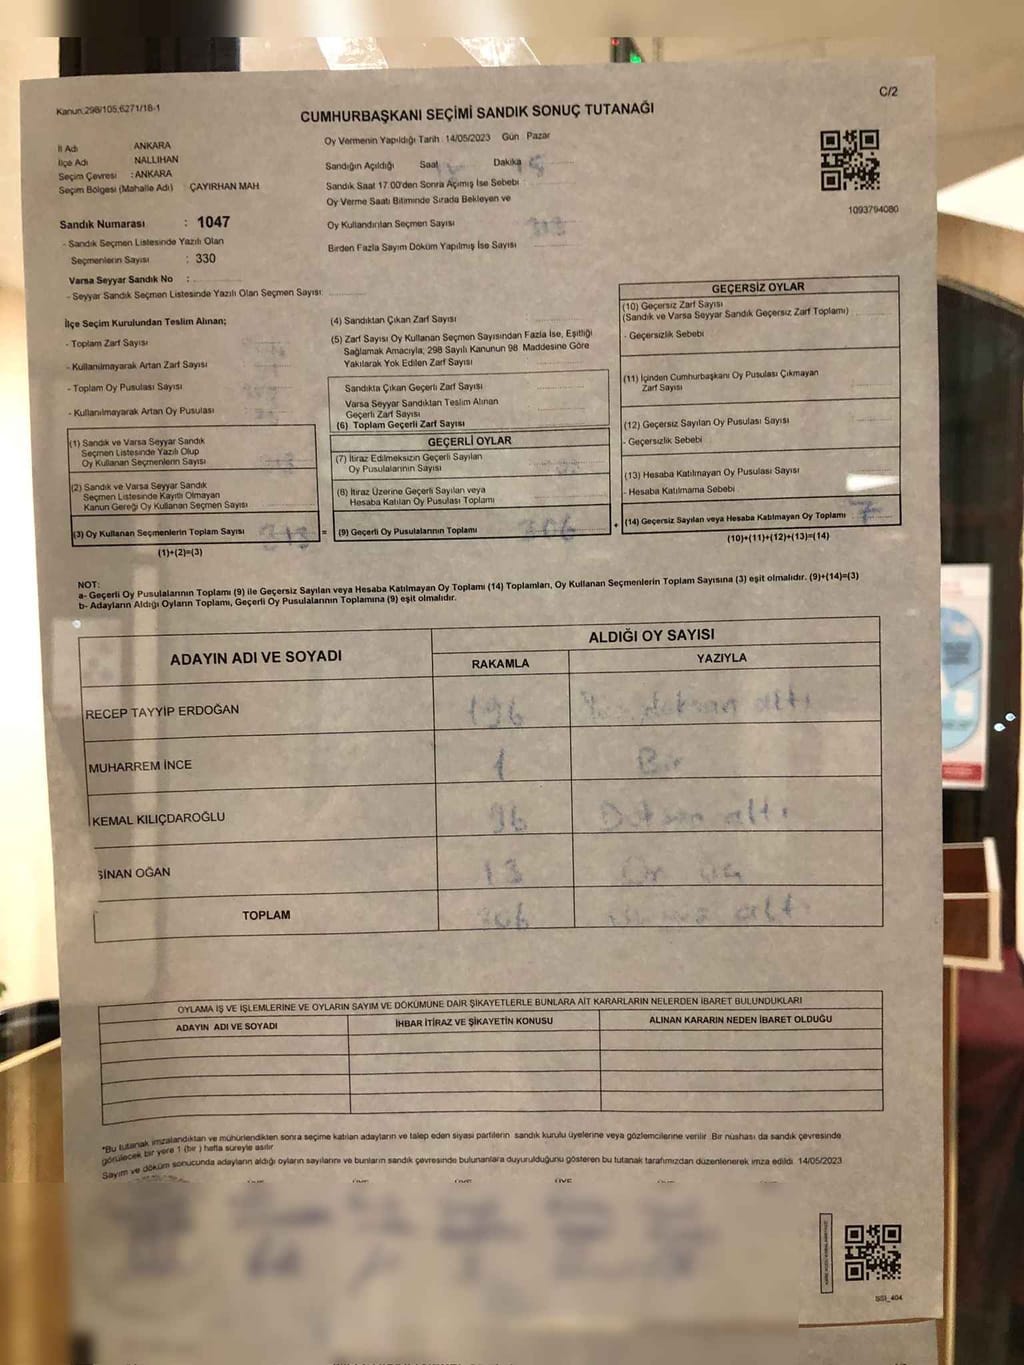 Kanun:298/105,6271/18-1
C/2
CUMHURBAŞKANI SEÇİMİ SANDIK SONUÇ TUTANAĞI
İl Adı ANKARA
İlçe Adı NALLIHAN
Seçim Çevresi : ANKARA
Seçim Bölgesi (Mahalle Adı) : ÇAYIRHAN MAH
Sandık Numarası : 1047
- Sandık Seçmen Listesinde Yazılı Olan
Seçmenlerin Sayısı : 330
Varsa Seyyar Sandık No :
- Seyyar Sandık Seçmen Listesinde Yazılı Olan Seçmen Sayısı:
Oy Vermenin Yapıldığı Tarih : 14/05/2023 Gün Pazar
Sandığın Açıldığı Saat Dakika
Sandık Saat 17:00'den Sonra Açımış İse Sebebi
Oy Verme Saati Bitiminde Sırada Bekleyen ve
Oy Kullandırılan Seçmen Sayısı 313
Birden Fazla Sayım Döküm Yapılmış İse Sayısı
1093794080
İlçe Seçim Kurulundan Teslim Alınan;
- Toplam Zarf Sayısı
- Kullanılmayarak Artan Zarf Sayısı
- Toplam Oy Pusulası Sayısı
- Kullanılmayarak Artan Oy Pusulası
(1) Sandık ve Varsa Seyyar Sandık
Seçmen Listesinde Yazılı Olup
Oy Kullanan Seçmenlerin Sayısı
(2) Sandık ve Varsa Seyyar Sandık
Seçmen Listesinde Kayıtlı Olmayan
Kanun Gereği Oy Kullanan Seçmen Sayısı
(3) Oy Kullanan Seçmenlerin Toplam Sayısı 313 =
(1)+(2)=(3)
(4) Sandıktan Çıkan Zarf Sayısı
(5) Zarf Sayısı Oy Kullanan Seçmen Sayısından Fazla İse, Eşitliği
Sağlamak Amacıyla; 298 Sayılı Kanunun 98 Maddesine Göre
Yakılarak Yok Edilen Zarf Sayısı
Sandıkta Çıkan Geçerli Zarf Sayısı
Varsa Seyyar Sandıktan Teslim Alınan
Geçerli Zarf Sayısı
(6) Toplam Geçerli Zarf Sayısı
GEÇERLİ OYLAR
(7) İtiraz Edilmeksizin Geçerli Sayılan
Oy Pusulalarının Sayısı
(8) İtiraz Üzerine Geçerli Sayılan veya
Hesaba Katılan Oy Pusulası Toplamı
(9) Geçerli Oy Pusulalarının Toplamı 306 +
GEÇERSİZ OYLAR
(10) Geçersiz Zarf Sayısı
(Sandık ve Varsa Seyyar Sandık Geçersiz Zarf Toplamı)
- Geçersizlik Sebebi
(11) İçinden Cumhurbaşkanı Oy Pusulası Çıkmayan
Zarf Sayısı
(12) Geçersiz Sayılan Oy Pusulası Sayısı
- Geçersizlik Sebebi
(13) Hesaba Katılmayan Oy Pusulası Sayısı
- Hesaba Katılmama Sebebi
(14) Geçersiz Sayılan veya Hesaba Katılmayan Oy Toplamı 7
(10)+(11)+(12)+(13)=(14)
NOT:
a- Geçerli Oy Pusulalarının Toplamı (9) ile Geçersiz Sayılan veya Hesaba Katılmayan Oy Toplamı (14) Toplamları, Oy Kullanan Seçmenlerin Toplam Sayısına (3) eşit olmalıdır. (9)+(14)=(3)
b- Adayların Aldığı Oyların Toplamı, Geçerli Oy Pusulalarının Toplamına (9) eşit olmalıdır.
ADAYIN ADI VE SOYADI
ALDIĞI OY SAYISI
RAKAMLA YAZIYLA
RECEP TAYYİP ERDOĞAN 196 Yüz doksan altı
MUHARREM İNCE 1 Bir
KEMAL KILIÇDAROĞLU 96 Doksan altı
SİNAN OĞAN 13 On üç
TOPLAM 306 altı
OYLAMA İŞ VE İŞLEMLERİNE VE OYLARIN SAYIM VE DÖKÜMÜNE DAİR ŞİKAYETLERLE BUNLARA AİT KARARLARIN NELERDEN İBARET BULUNDUKLARI
ADAYIN ADI VE SOYADI İHBAR İTİRAZ VE ŞİKAYETİN KONUSU ALINAN KARARIN NEDEN İBARET OLDUĞU
*Bu tutanak imzalandıktan ve mühürlendikten sonra seçime katılan adayların ve talep eden siyasi partilerin sandık kurulu üyelerine veya gözlemcilerine verilir. Bir nüshası da sandık çevresinde
görülecek bir yere 1 (bir) hafta süreyle asılır
Sayım ve döküm sonucunda adayların aldığı oyların sayılarını ve bunların sandık çevresinde bulunanlara duyurulduğunu gösteren bu tutanak tarafımızdan düzenlenerek imza edildi. 14/05/2023
SSİ_404